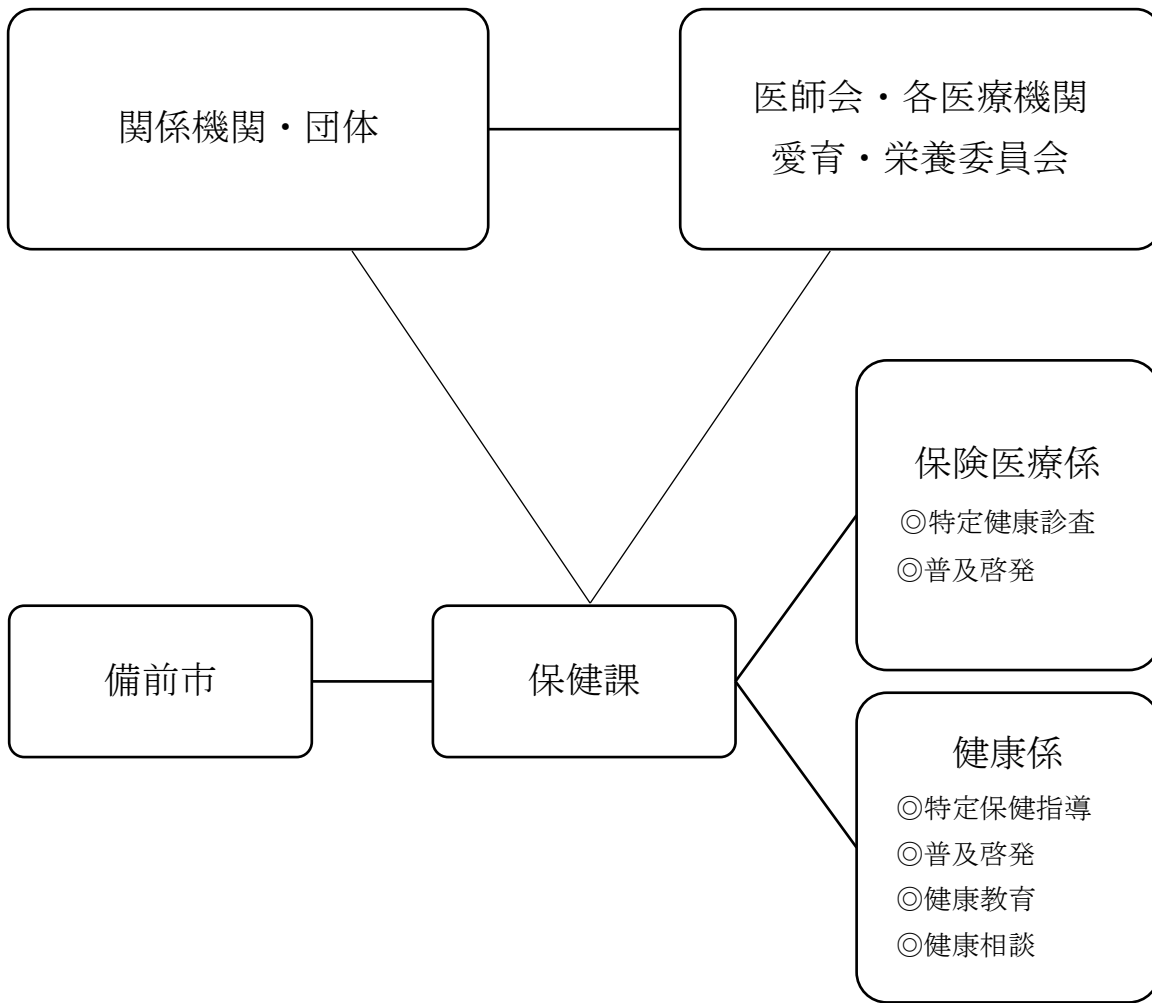 関係機関・団体
医師会・各医療機関
愛育・栄養委員会
保険医療係
◎特定健康診査
◎普及啓発
備前市
保健課
健康係
◎特定保健指導
◎普及啓発
◎健康教育
◎健康相談